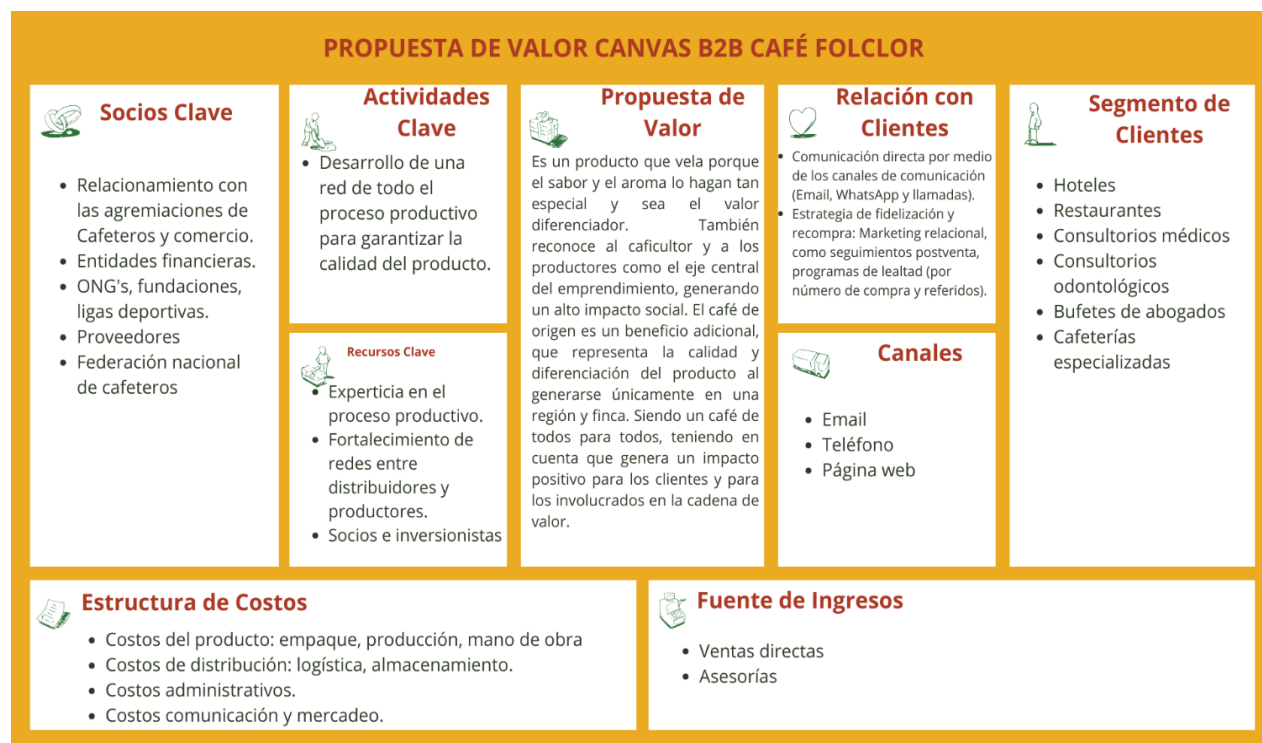 PROPUESTA DE VALOR CANVAS B2B CAFÉ FOLCLOR
Socios Clave
• Relacionamiento con
las agremiaciones de
Cafeteros y comercio.
• Entidades financieras.
• ONG's, fundaciones,
ligas deportivas.
• Proveedores
• Federación nacional
de cafeteros
Actividades
Clave
• Desarrollo de una
red de todo el
proceso productivo
para garantizar la
calidad del producto.
Recursos Clave
• Experticia en el
proceso productivo.
• Fortalecimiento de
redes entre
distribuidores y
productores.
• Socios e inversionistas
Propuesta de
Valor
Es un producto que vela porque
el sabor y el aroma lo hagan tan
especial y sea el valor
diferenciador. También
reconoce al caficultor y a los
productores como el eje central
del emprendimiento, generando
un alto impacto social. El café de
origen es un beneficio adicional,
que representa la calidad y
diferenciación del producto al
generarse únicamente en una
región y finca. Siendo un café de
todos para todos, teniendo en
cuenta que genera un impacto
positivo para los clientes y para
los involucrados en la cadena de
valor.
Relación con
Clientes
• Comunicación directa por medio
de los canales de comunicación
(Email, WhatsApp y llamadas).
• Estrategia de fidelización y
recompra: Marketing relacional,
como seguimientos postventa,
programas de lealtad (por
número de compra y referidos).
Canales
• Email
• Teléfono
• Página web
Segmento de
Clientes
• Hoteles
• Restaurantes
• Consultorios médicos
• Consultorios
odontológicos
• Bufetes de abogados
• Cafeterías
especializadas
Estructura de Costos
• Costos del producto: empaque, producción, mano de obra
• Costos de distribución: logística, almacenamiento.
• Costos administrativos.
• Costos comunicación y mercadeo.
Fuente de Ingresos
• Ventas directas
• Asesorías